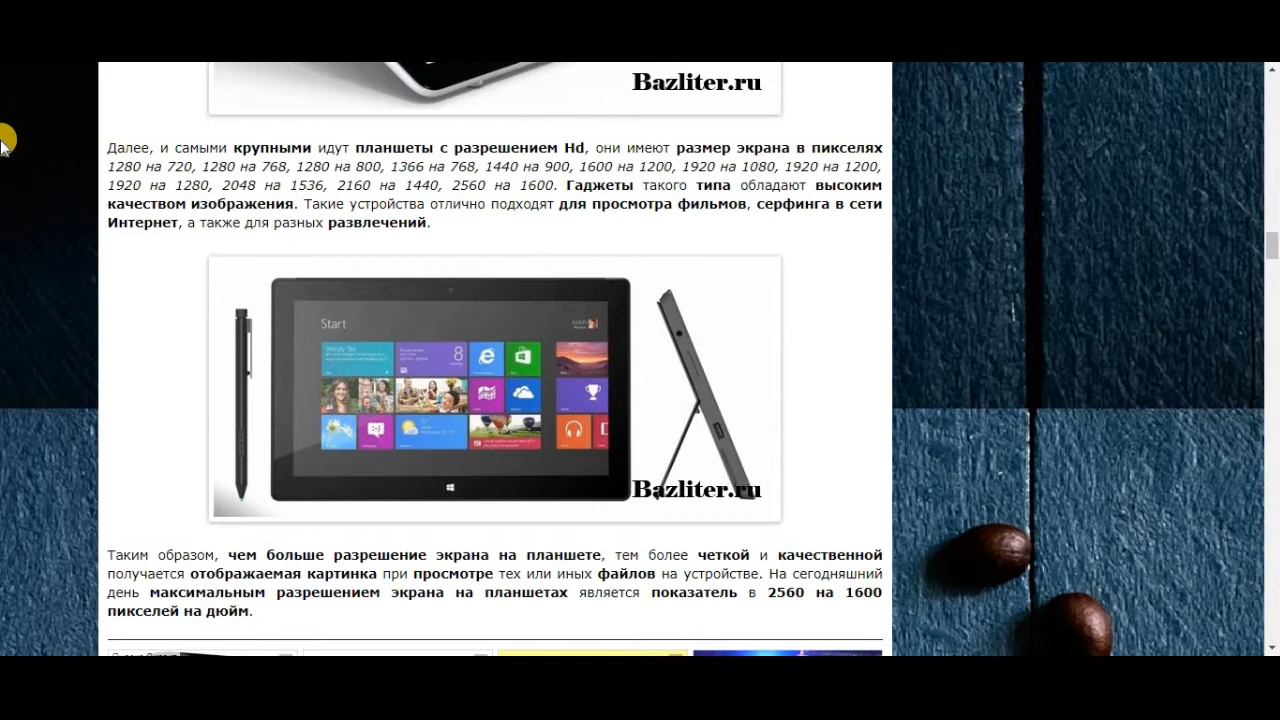 Bazliter.ru
Далее, и самыми крупными идут планшеты с разрешением Hd, они имеют размер экрана в пикселях
1280 на 720, 1280 на 768, 1280 на 800, 1366 на 768, 1440 на 900, 1600 на 1200, 1920 на 1080, 1920 на 1200,
1920 на 1280, 2048 на 1536, 2160 на 1440, 2560 на 1600. Гаджеты такого типа обладают высоким
качеством изображения. Такие устройства отлично подходят для просмотра фильмов, серфинга в сети
Интернет, а также для разных развлечений.
Start
8
Bazliter.ru
Таким образом, чем больше разрешение экрана на планшете, тем более четкой и качественной
получается отображаемая картинка при просмотре тех или иных файлов на устройстве. На сегодняшний
день максимальным разрешением экрана на планшетах является показатель в 2560 на 1600
пикселей на дюйм.